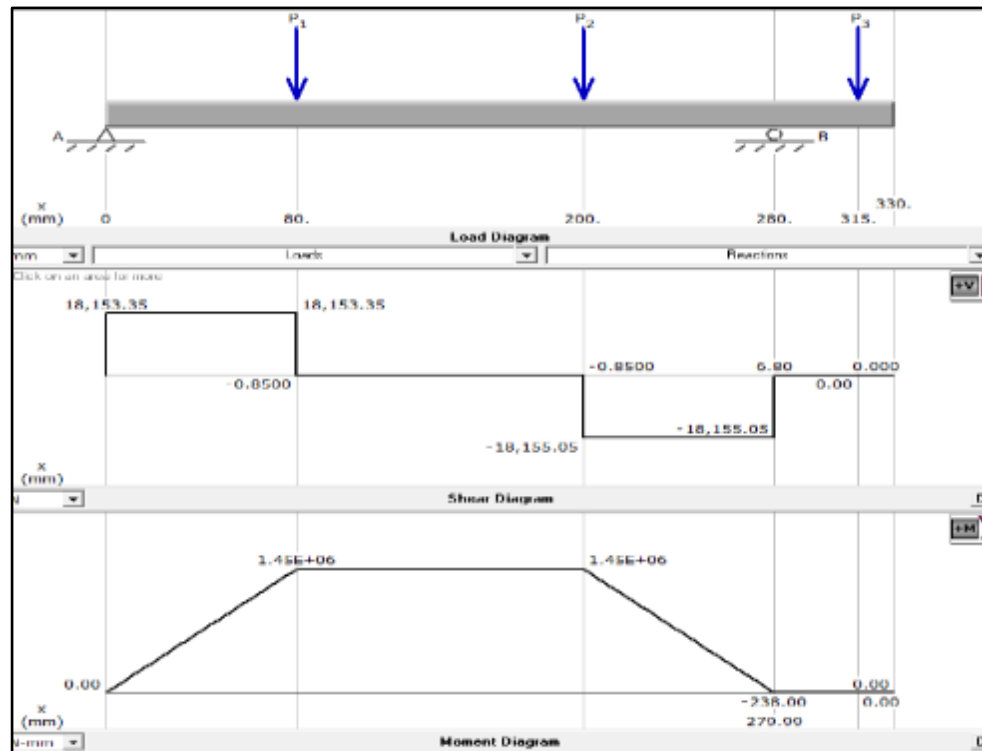 P1 P2 P3
A B
330.
x
(mm) 0 80. 200. 280. 315.
Load Diagram
mm Loads Reactions
Click on an area for more
+V
18,153.35 18,153.35
-0.8500 6.80 0.000
-0.8500 0.00
-18,155.05
-18,155.05
x
(mm)
Shear Diagram
+M
1.45E+06 1.45E+06
0.00 0.00
-238.00 0.00
x
(mm) 279.99
N-mm Moment Diagram